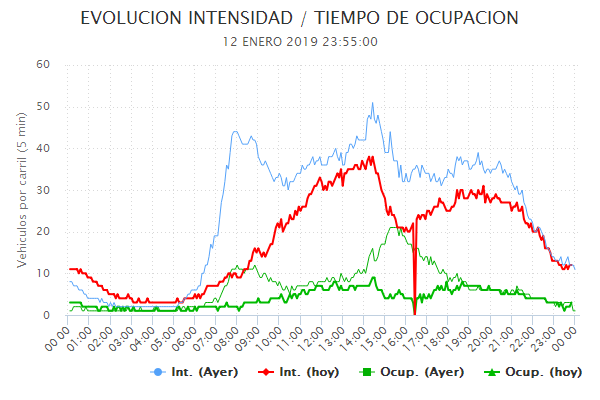 EVOLUCION INTENSIDAD / TIEMPO DE OCUPACION
12 ENERO 2019 23:55:00
Vehiculos por carril (5 min)
60
50
40
30
20
10
0
00:00 01:00 02:00 03:00 04:00 05:00 06:00 07:00 08:00 09:00 10:00 11:00 12:00 13:00 14:00 15:00 16:00 17:00 18:00 19:00 20:00 21:00 22:00 23:00 00:00
Int. (Ayer) Int. (hoy) Ocup. (Ayer) Ocup. (hoy)